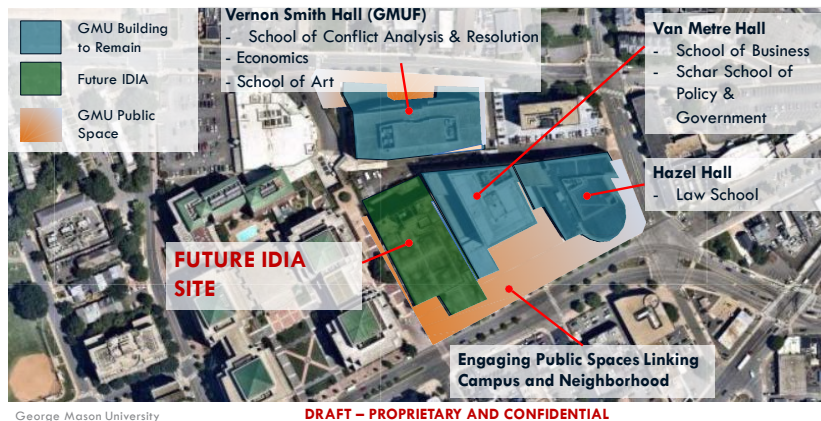 GMU Building
to Remain
Future IDIA
GMU Public
Space
Vernon Smith Hall (GMUF)
- School of Conflict Analysis & Resolution
- Economics
- School of Art
Van Metre Hall
- School of Business
- Schar School of
Policy &
Government
Hazel Hall
- Law School
FUTURE IDIA
SITE
Engaging Public Spaces Linking
Campus and Neighborhood
George Mason University
DRAFT – PROPRIETARY AND CONFIDENTIAL